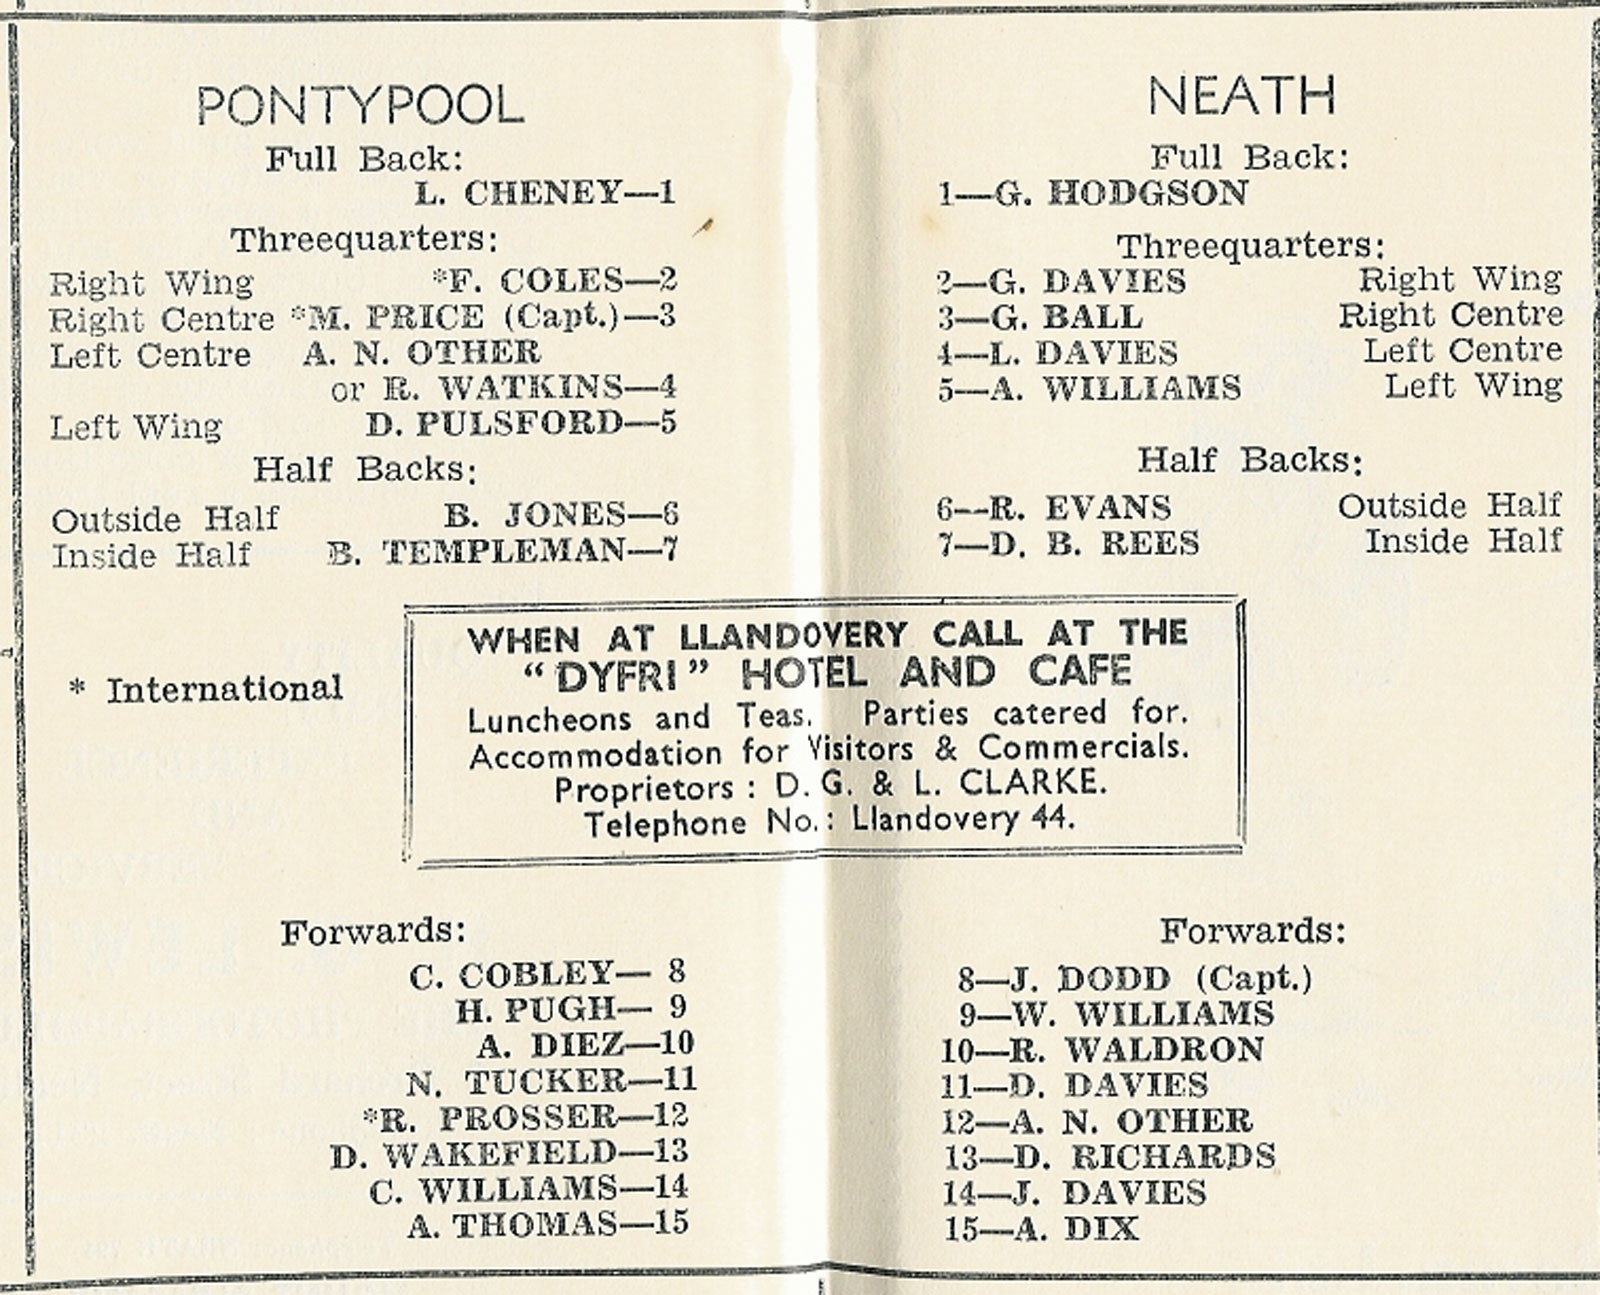 PONTYPOOL
Full Back:
L. CHENEY—1
Threequarters:
Right Wing *F. COLES—2
Right Centre *M. PRICE (Capt.)—3
Left Centre A. N. OTHER
or R. WATKINS—4
Left Wing D. PULSFORD—5
Half Backs:
Outside Half B. JONES—6
Inside Half B. TEMPLEMAN—7
* International
NEATH
Full Back:
1—G. HODGSON
Threequarters:
2—G. DAVIES Right Wing
3—G. BALL Right Centre
4—L. DAVIES Left Centre
5—A. WILLIAMS Left Wing
Half Backs:
6—R. EVANS Outside Half
7—D. B. REES Inside Half
WHEN AT LLANDOVERY CALL AT THE
“DYFRI” HOTEL AND CAFE
Luncheons and Teas. Parties catered for.
Accommodation for Visitors & Commercials.
Proprietors : D. G. & L. CLARKE.
Telephone No.: Llandovery 44.
Forwards:
C. COBLEY— 8
H. PUGH— 9
A. DIEZ—10
N. TUCKER—11
*R. PROSSER—12
D. WAKEFIELD—13
C. WILLIAMS—14
A. THOMAS—15
Forwards:
8—J. DODD (Capt.)
9—W. WILLIAMS
10—R. WALDRON
11—D. DAVIES
12—A. N. OTHER
13—D. RICHARDS
14—J. DAVIES
15—A. DIX